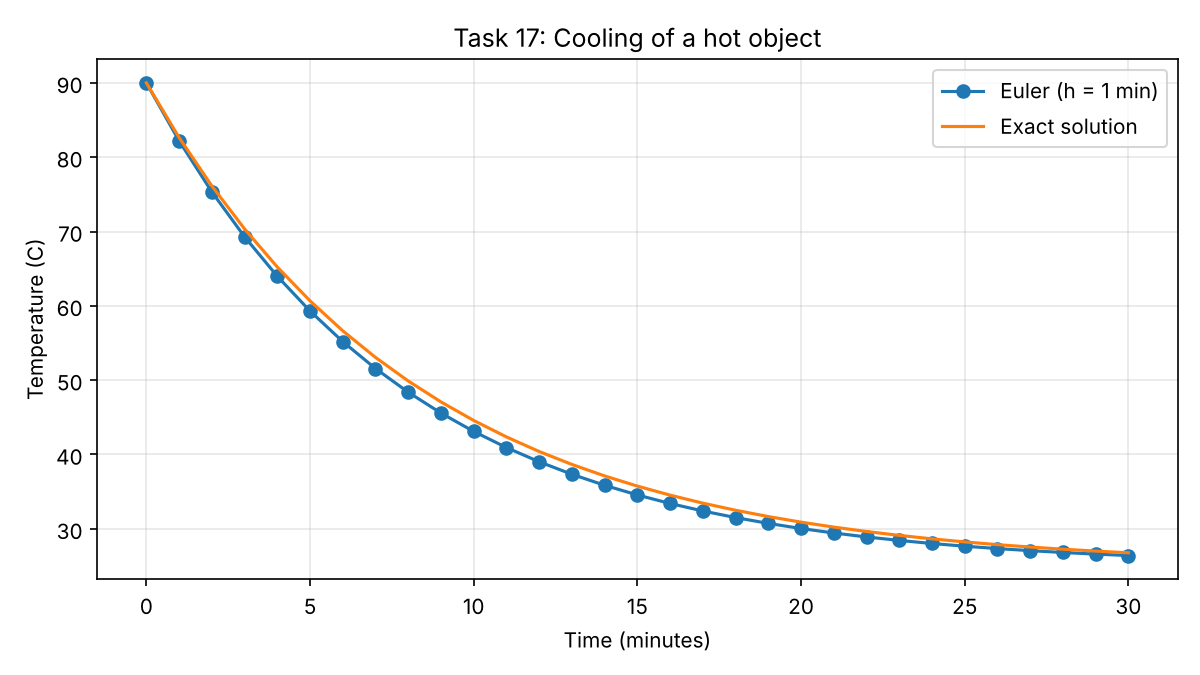 Task 17: Cooling of a hot object
Euler (h = 1 min)
Exact solution
Temperature (C)
90
80
70
60
50
40
30
0 5 10 15 20 25 30
Time (minutes)